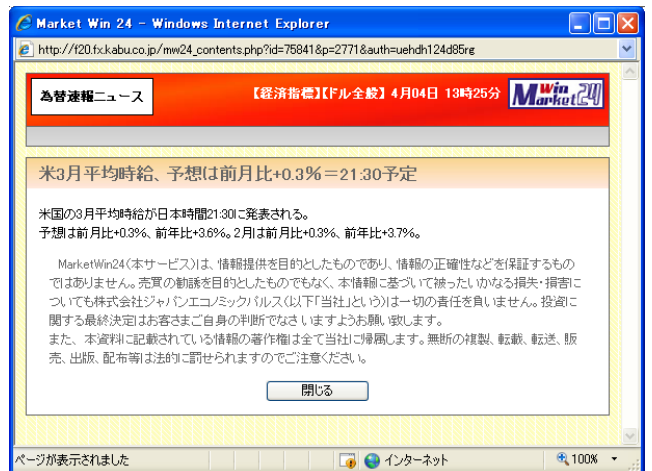 Market Win 24 - Windows Internet Explorer
http://f20.fx.kabu.co.jp/mw24_contents.php?id=75841&p=2771&auth=uehdh124d85rg
為替速報ニュース
【経済指標】【ドル全般】 4月04日 13時25分
Win Market 24
米3月平均時給、予想は前月比+0.3%=21:30予定
米国の3月平均時給が日本時間21:30に発表される。
予想は前月比+0.3%、前年比+3.6%。2月は前月比+0.3%、前年比+3.7%。
MarketWin24(本サービス)は、情報提供を目的としたものであり、情報の正確性などを保証するもの
ではありません。売買の勧誘を目的としたものでもなく、本情報に基づいて被ったいかなる損失・損害に
ついても株式会社ジャパンエコノミックパルス(以下「当社」という)は一切の責任を負いません。投資に
関する最終決定はお客さまご自身の判断でなさいますようお願い致します。
また、本資料に記載されている情報の著作権は全て当社に帰属します。無断の複製、転載、転送、販
売、出版、配布等は法的に罰せられますのでご注意ください。
閉じる
ページが表示されました
インターネット
100%